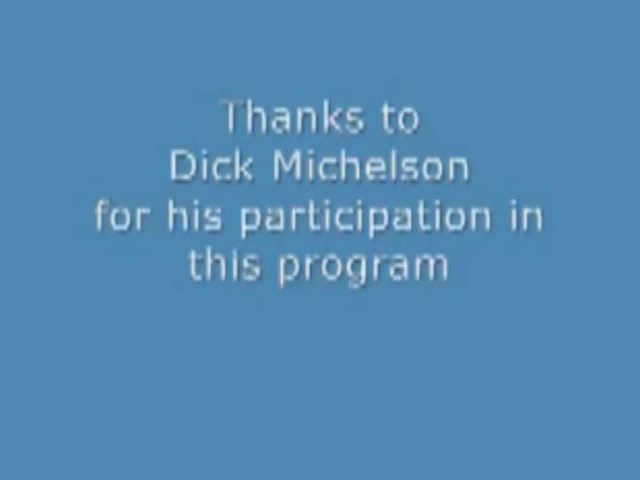 Thanks to
Dick Michelson
for his participation in
this program